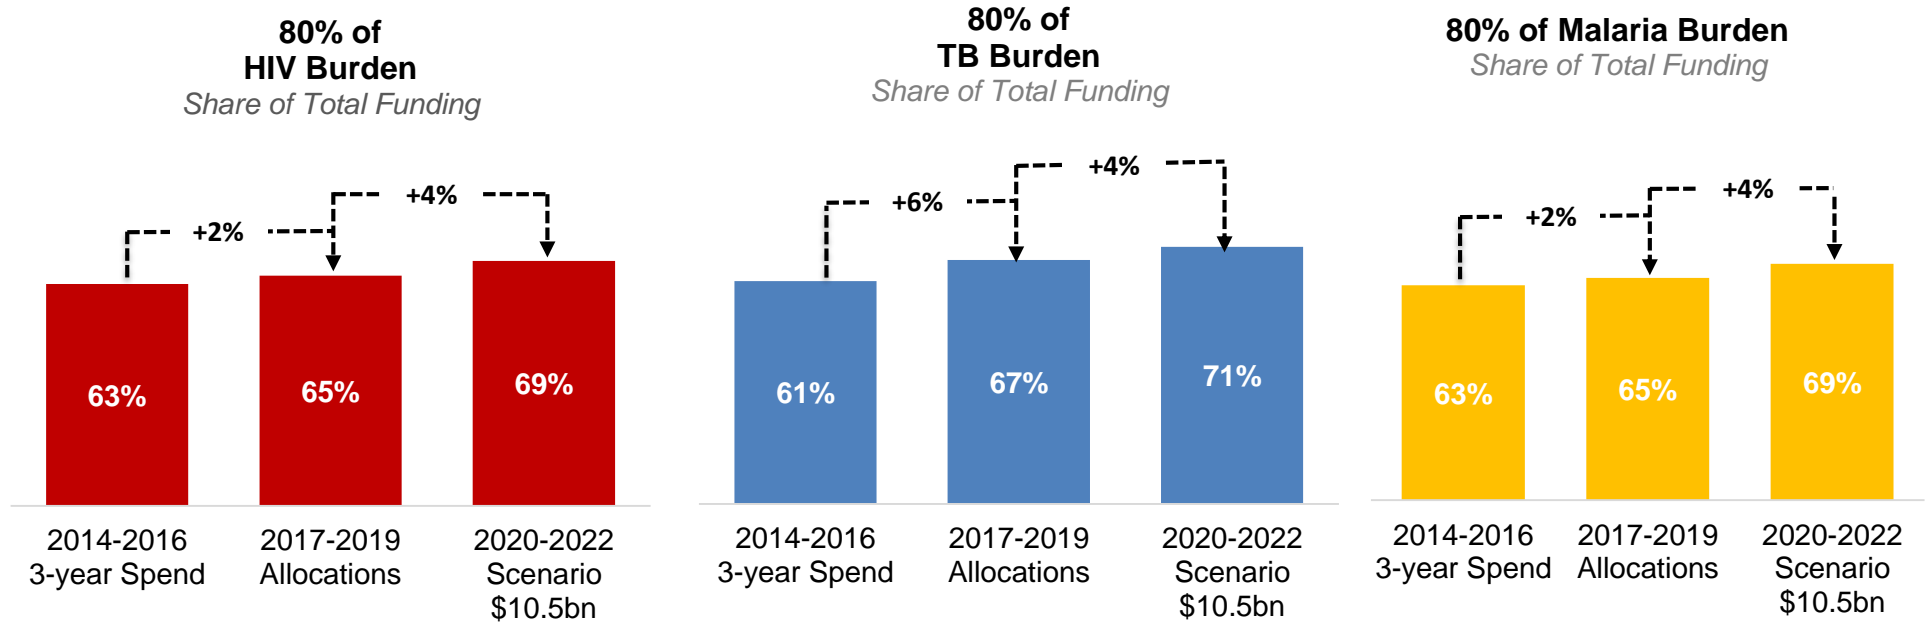 80% of
HIV Burden
Share of Total Funding
+2%
+4%
63%
65%
69%
2014-2016
3-year Spend
2017-2019
Allocations
2020-2022
Scenario
$10.5bn
80% of
TB Burden
Share of Total Funding
+6%
+4%
61%
67%
71%
2014-2016
3-year Spend
2017-2019
Allocations
2020-2022
Scenario
$10.5bn
80% of Malaria Burden
Share of Total Funding
+2%
+4%
63%
65%
69%
2014-2016
3-year Spend
2017-2019
Allocations
2020-2022
Scenario
$10.5bn